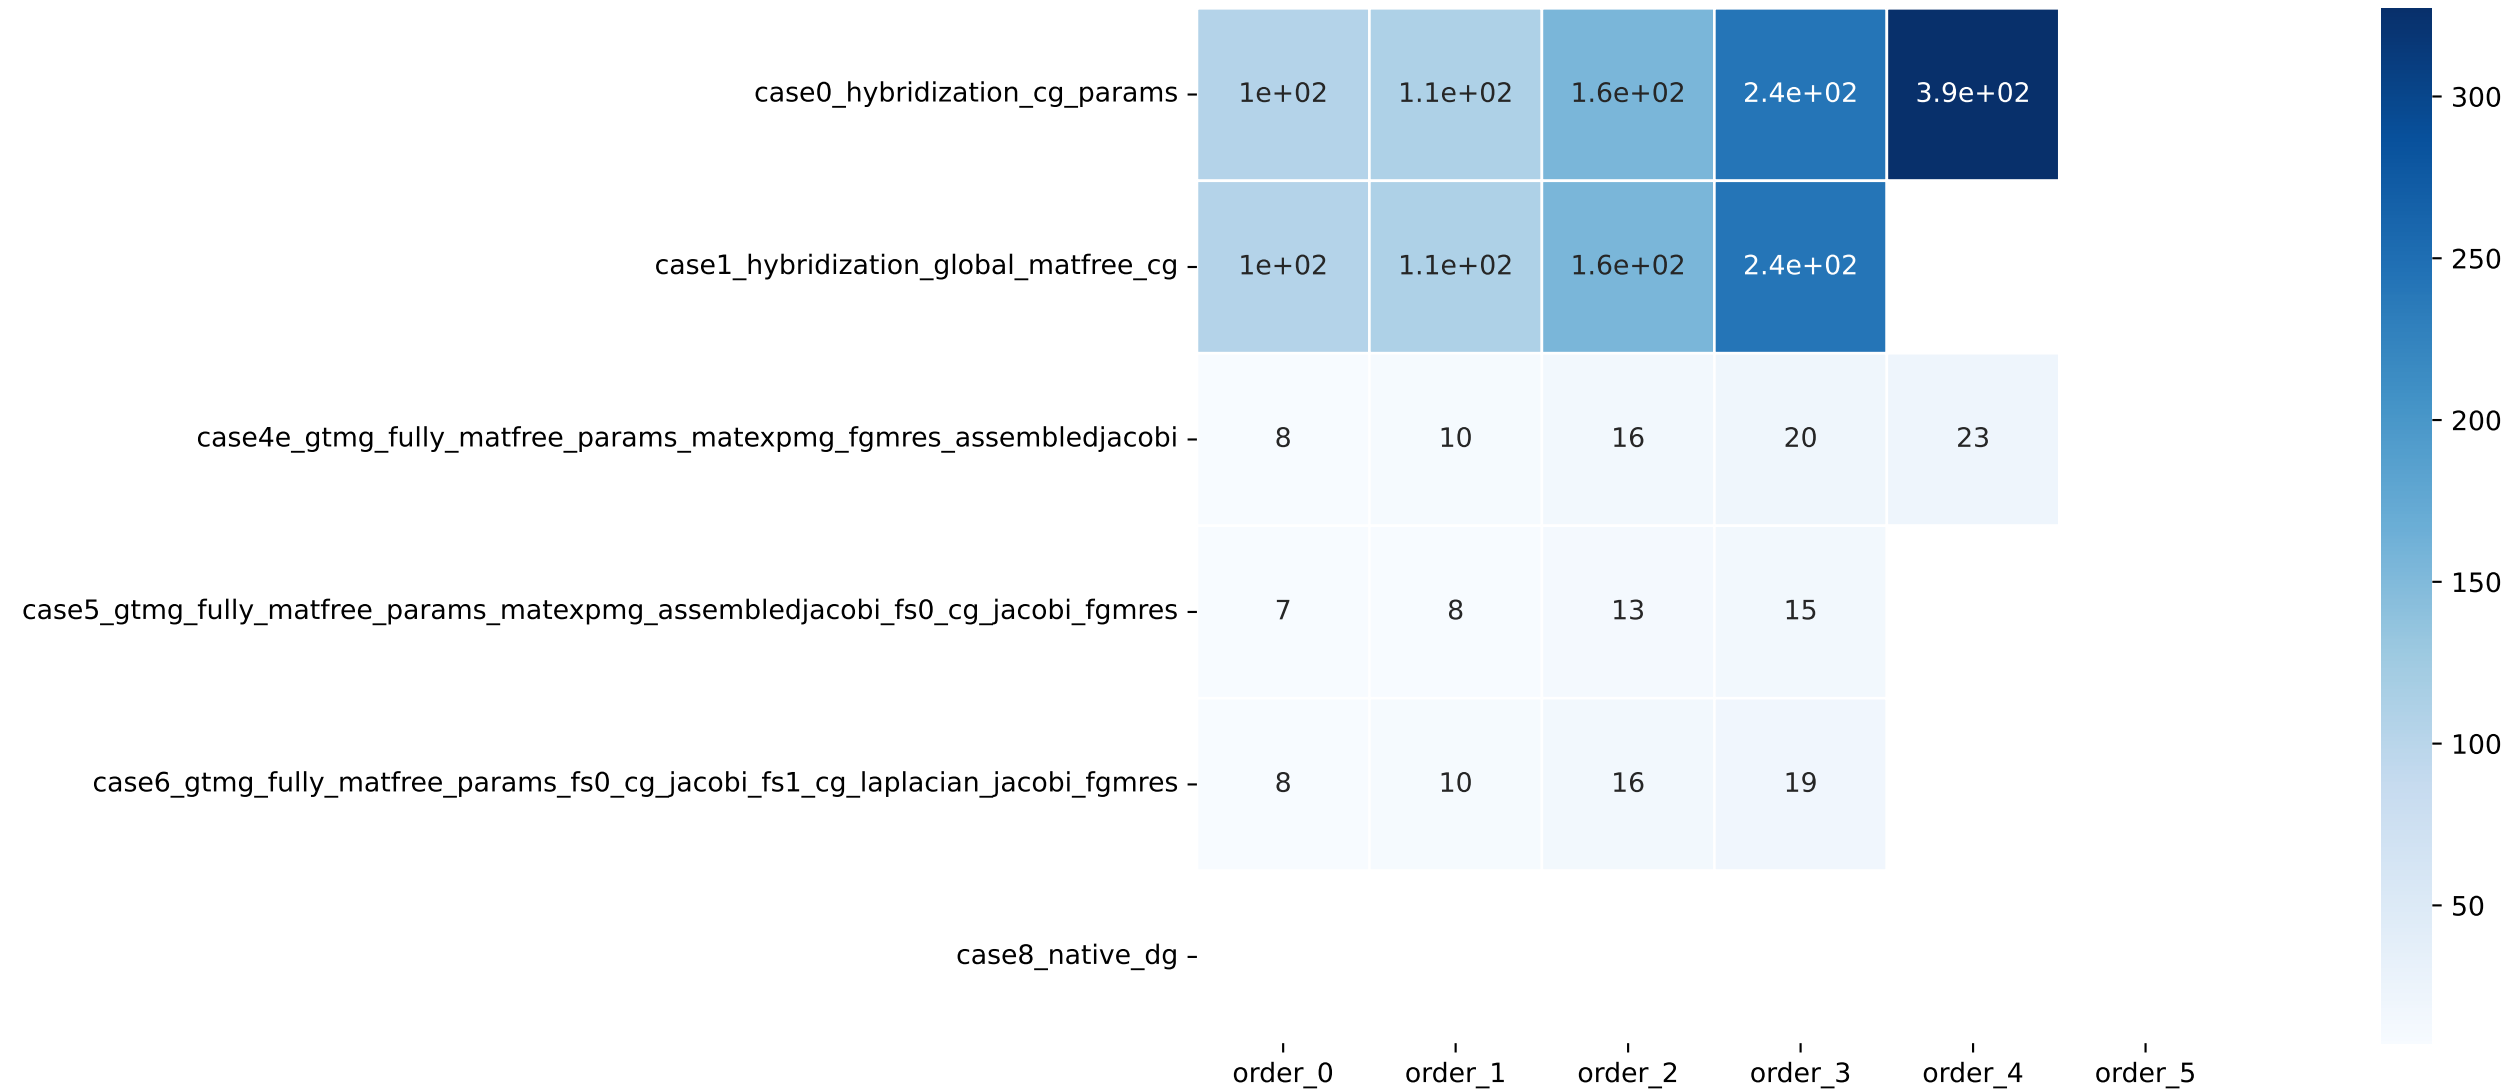 case0_hybridization_cg_params 1e+02 1.1e+02 1.6e+02 2.4e+02 3.9e+02
case1_hybridization_global_matfree_cg 1e+02 1.1e+02 1.6e+02 2.4e+02
case4e_gtmg_fully_matfree_params_matexpmg_fgmres_assembledjacobi 8 10 16 20 23
case5_gtmg_fully_matfree_params_matexpmg_assembledjacobi_fs0_cg_jacobi_fgmres 7 8 13 15
case6_gtmg_fully_matfree_params_fs0_cg_jacobi_fs1_cg_laplacian_jacobi_fgmres 8 10 16 19
case8_native_dg
order_0 order_1 order_2 order_3 order_4 order_5
300
250
200
150
100
50